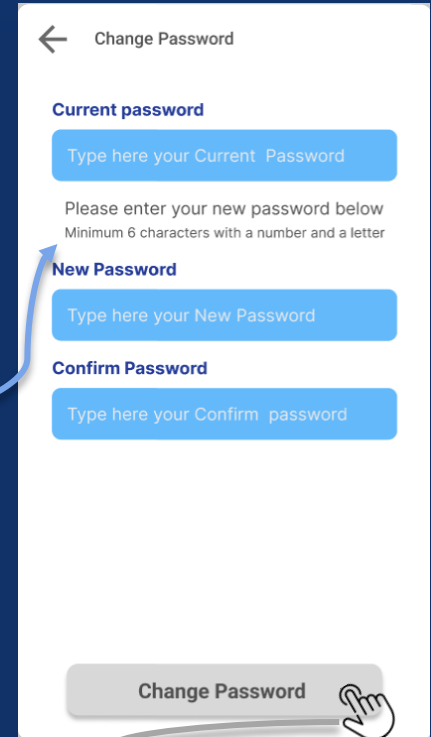 Change Password
Current password
Type here your Current Password
Please enter your new password below
Minimum 6 characters with a number and a letter
New Password
Type here your New Password
Confirm Password
Type here your Confirm password
Change Password